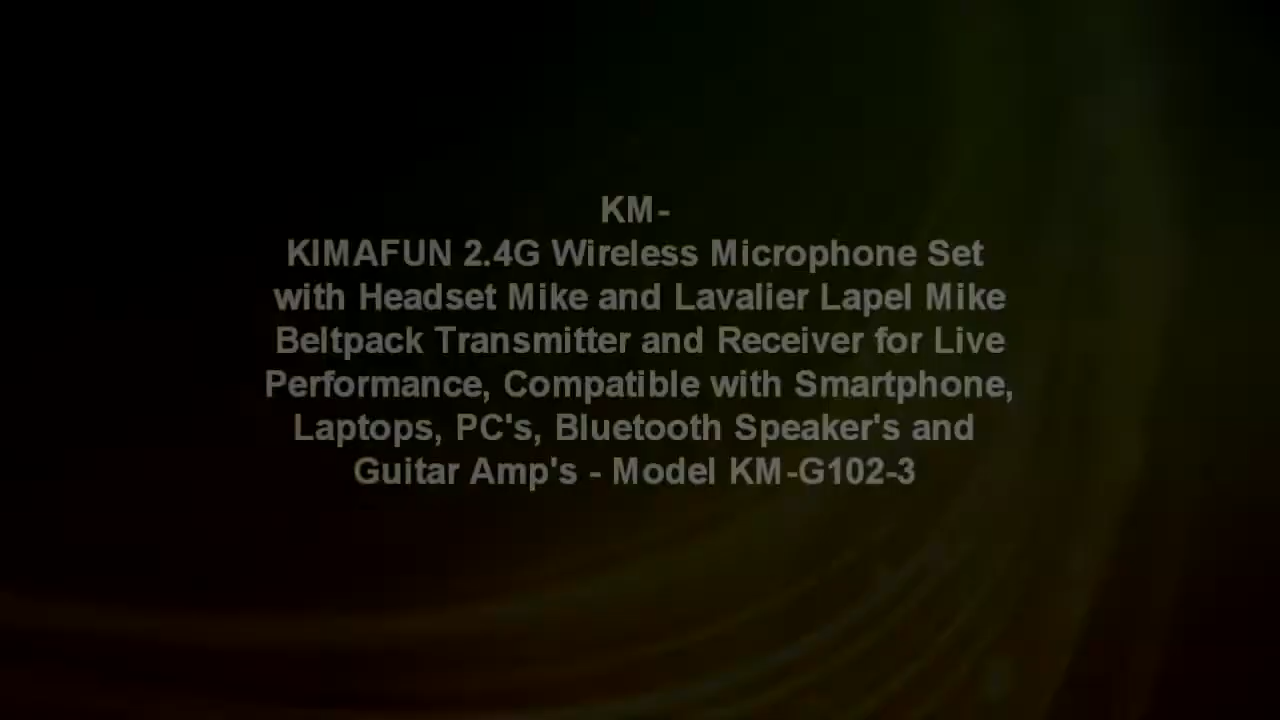 KM-
KIMAFUN 2.4G Wireless Microphone Set
with Headset Mike and Lavalier Lapel Mike
Beltpack Transmitter and Receiver for Live
Performance, Compatible with Smartphone,
Laptops, PC's, Bluetooth Speaker's and
Guitar Amp's - Model KM-G102-3